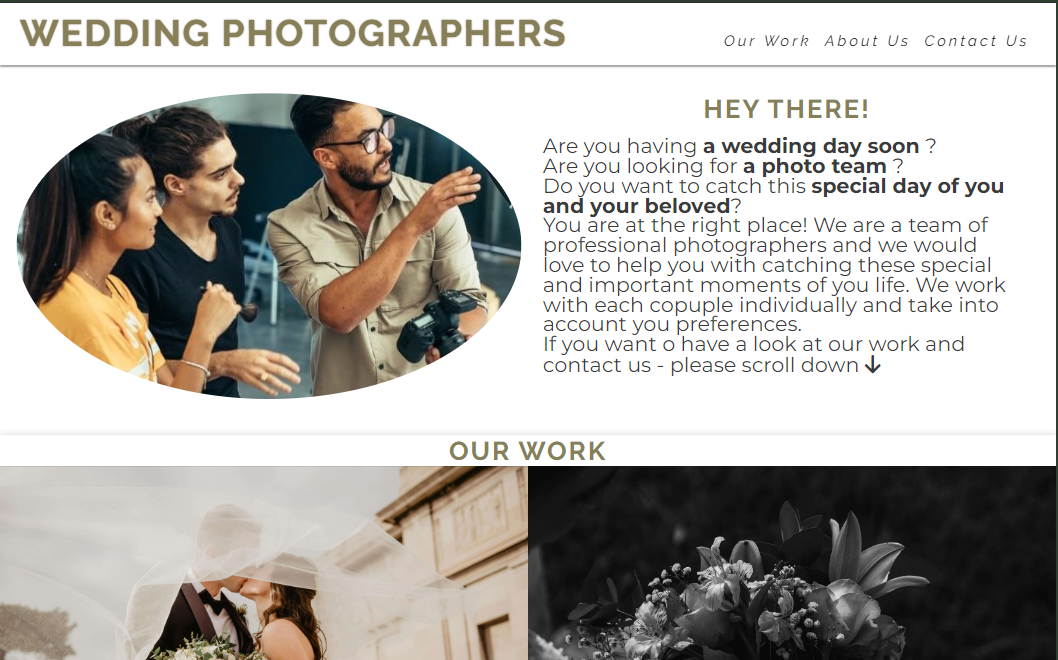 WEDDING PHOTOGRAPHERS
Our Work About Us Contact Us
HEY THERE!
Are you having a wedding day soon ?
Are you looking for a photo team ?
Do you want to catch this special day of you
and your beloved?
You are at the right place! We are a team of
professional photographers and we would
love to help you with catching these special
and important moments of you life. We work
with each copuple individually and take into
account you preferences.
If you want o have a look at our work and
contact us - please scroll down ↓
OUR WORK